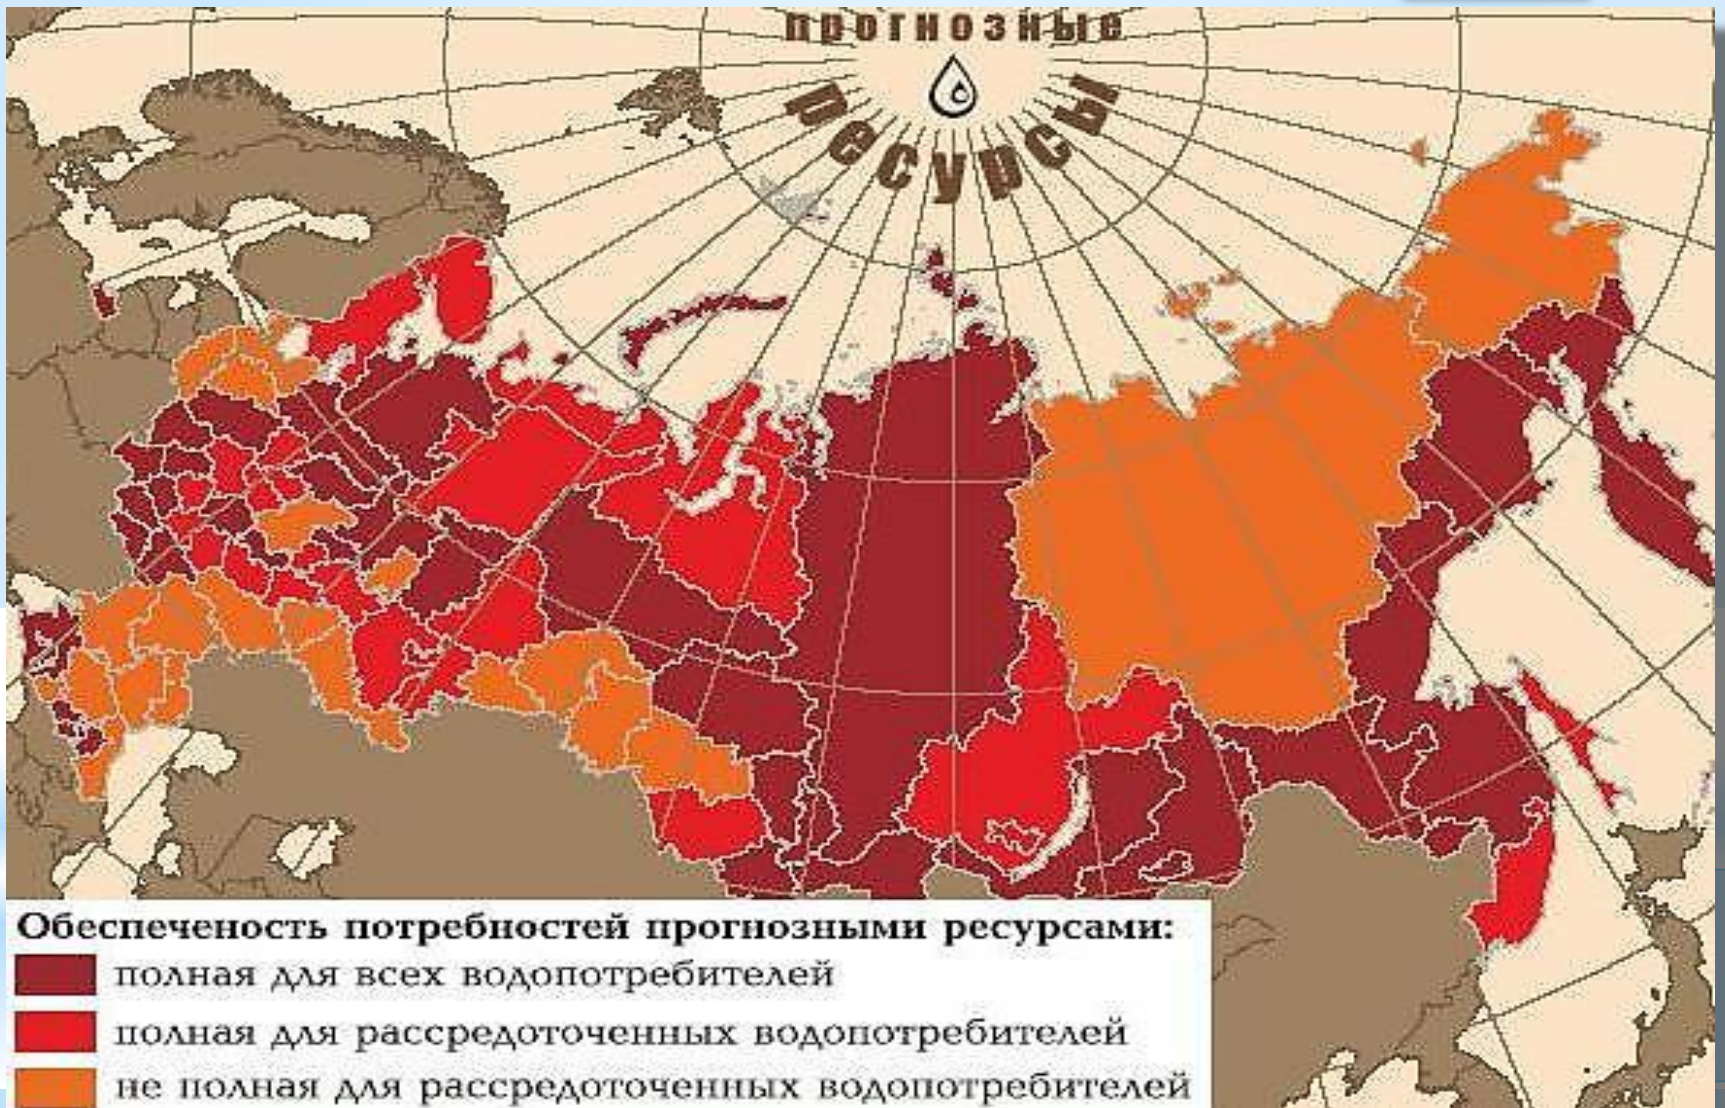 прогнозные
ресурсы
Обеспеченость потребностей прогнозными ресурсами:
полная для всех водопотребителей
полная для рассредоточенных водопотребителей
не полная для рассредоточенных водопотребителей